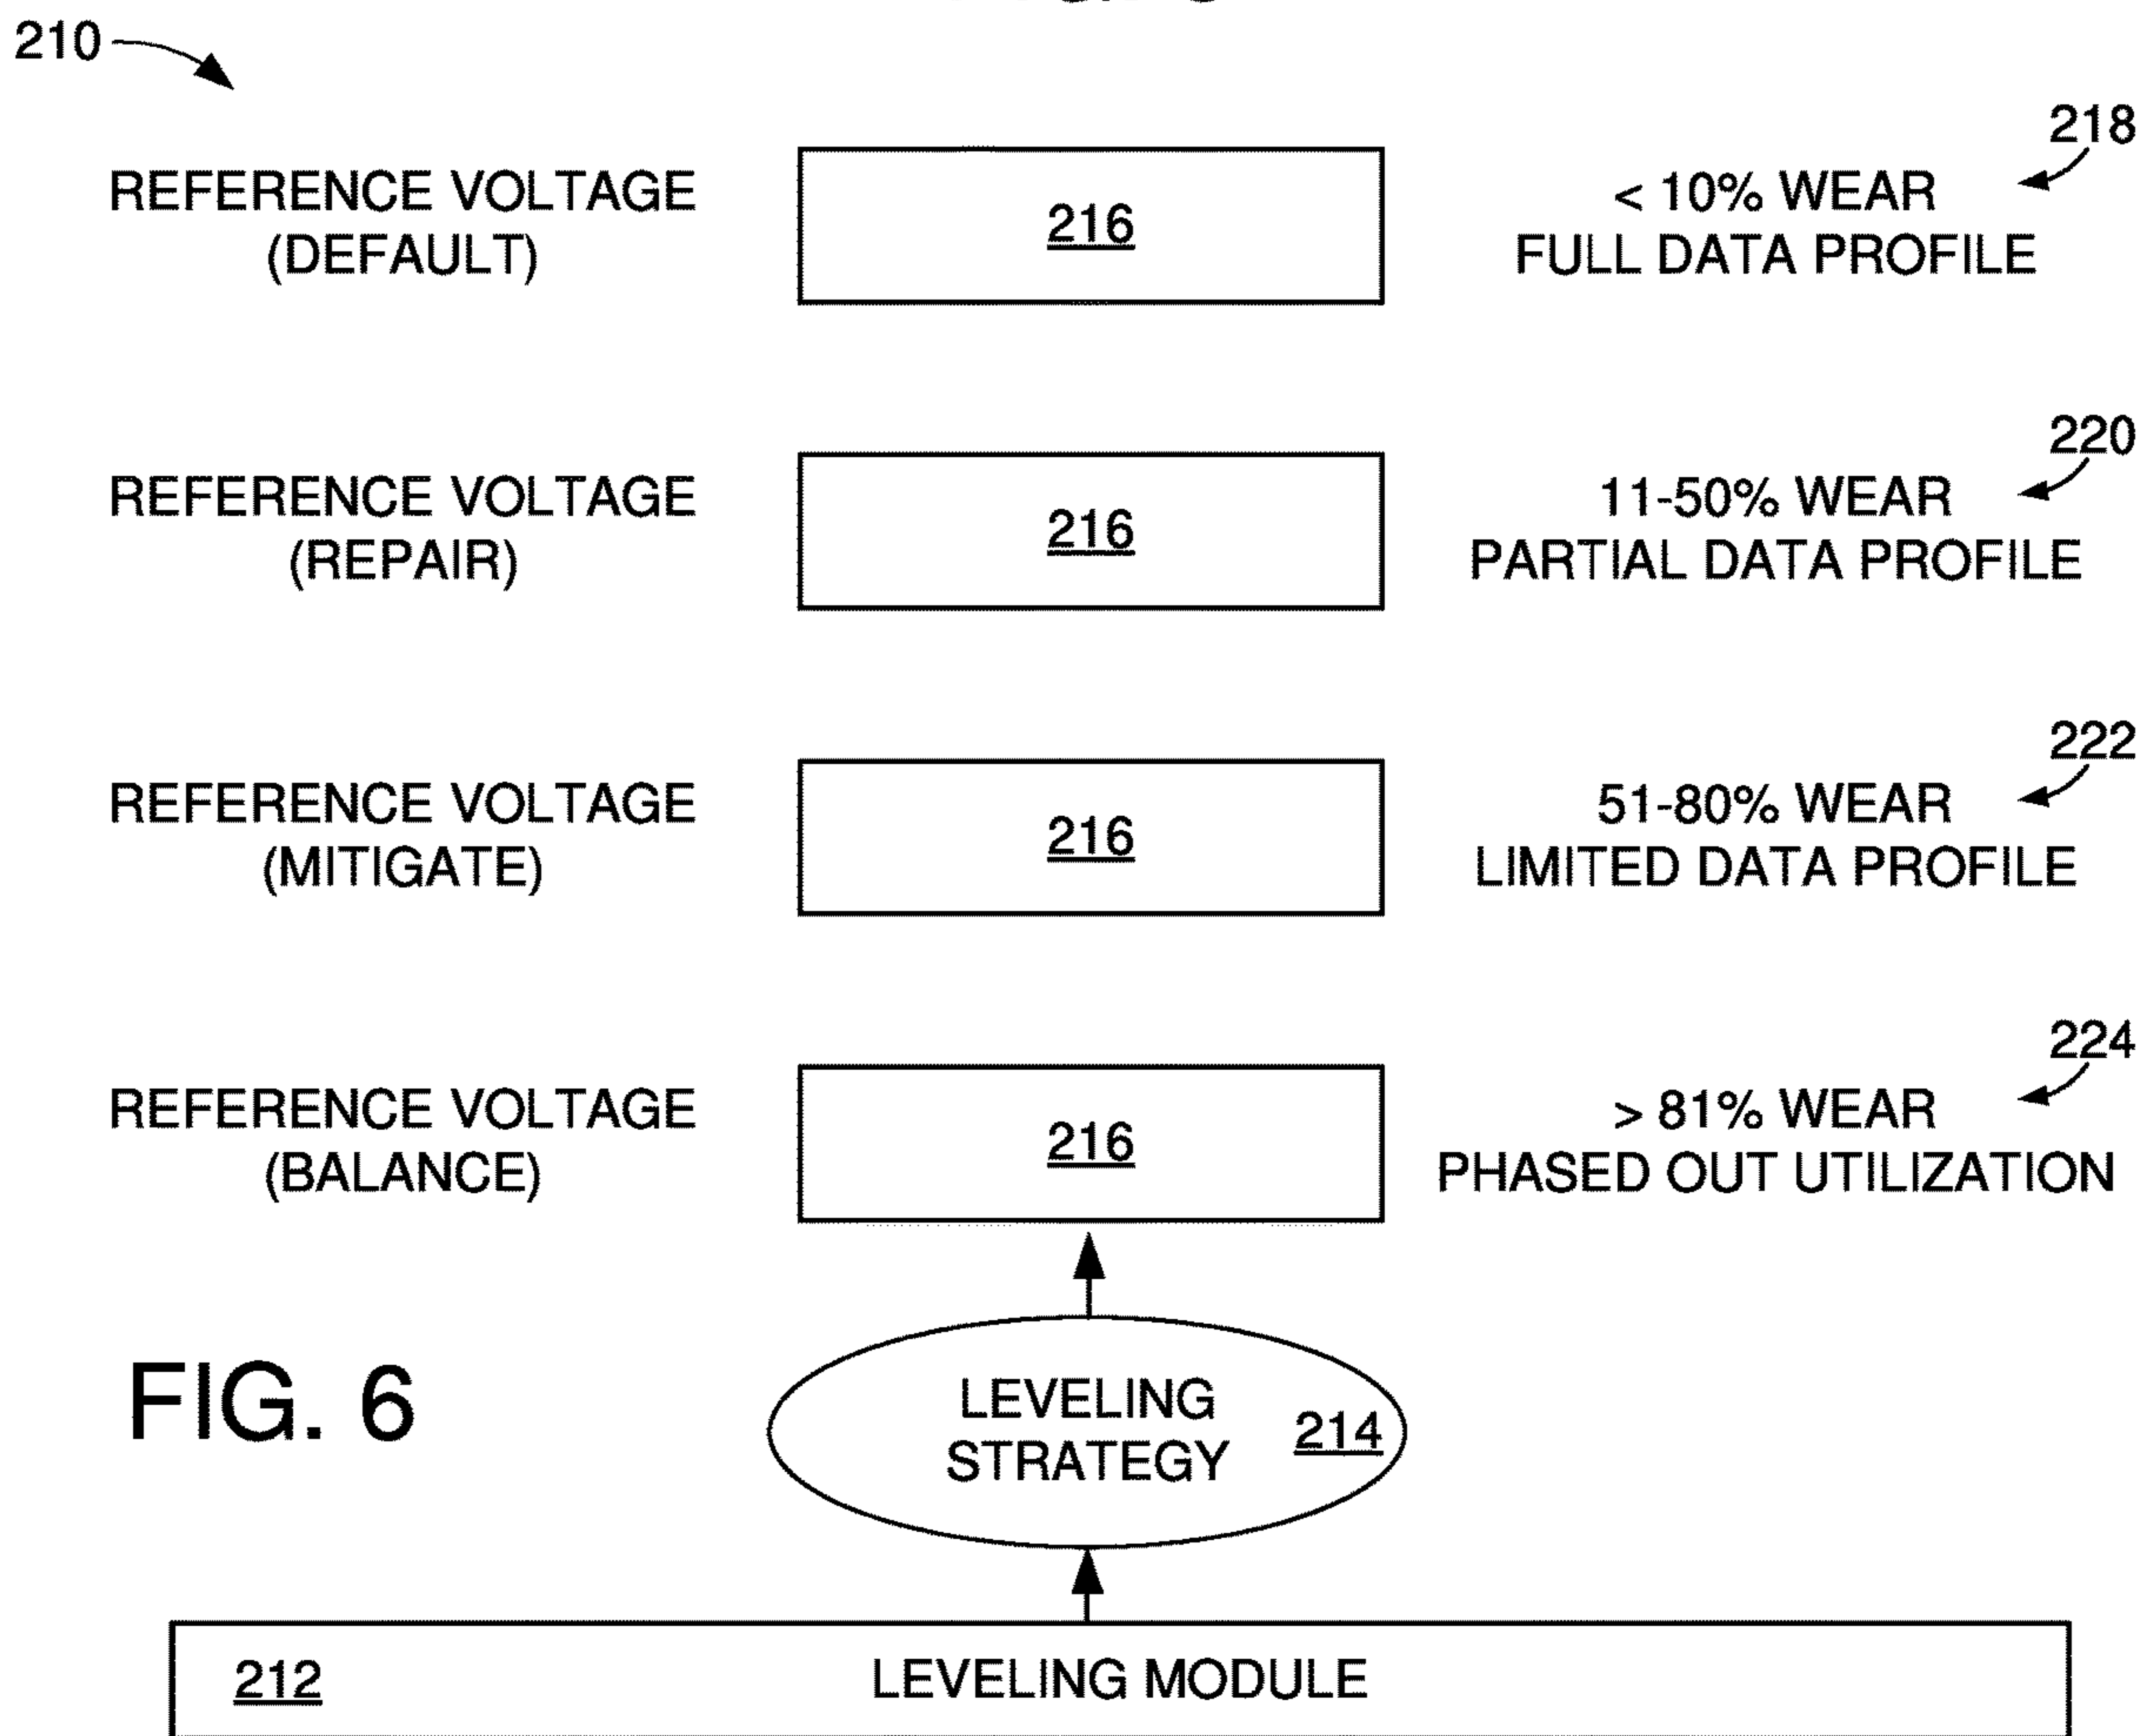 210
218
REFERENCE VOLTAGE
(DEFAULT)
216
< 10% WEAR
FULL DATA PROFILE
220
REFERENCE VOLTAGE
(REPAIR)
216
11-50% WEAR
PARTIAL DATA PROFILE
222
REFERENCE VOLTAGE
(MITIGATE)
216
51-80% WEAR
LIMITED DATA PROFILE
224
REFERENCE VOLTAGE
(BALANCE)
216
> 81% WEAR
PHASED OUT UTILIZATION
FIG. 6
LEVELING
STRATEGY
214
212
LEVELING MODULE